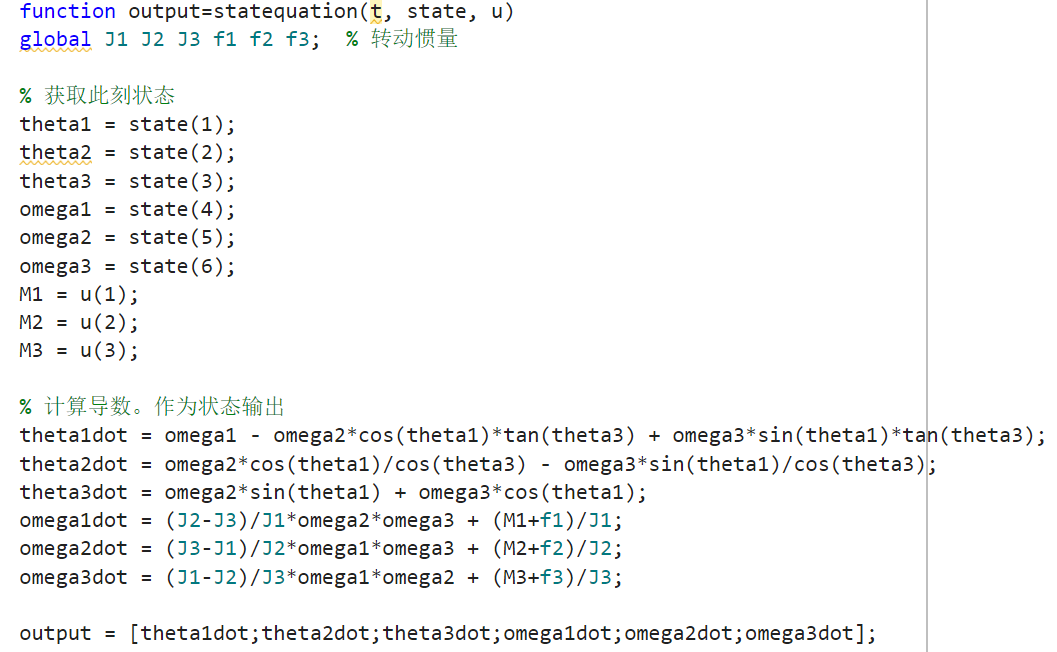 function output=statequation(t, state, u)
global J1 J2 J3 f1 f2 f3;  % 转动惯量
% 获取此刻状态
theta1 = state(1);
theta2 = state(2);
theta3 = state(3);
omega1 = state(4);
omega2 = state(5);
omega3 = state(6);
M1 = u(1);
M2 = u(2);
M3 = u(3);
% 计算导数。作为状态输出
theta1dot = omega1 - omega2*cos(theta1)*tan(theta3) + omega3*sin(theta1)*tan(theta3);
theta2dot = omega2*cos(theta1)/cos(theta3) - omega3*sin(theta1)/cos(theta3);
theta3dot = omega2*sin(theta1) + omega3*cos(theta1);
omega1dot = (J2-J3)/J1*omega2*omega3 + (M1+f1)/J1;
omega2dot = (J3-J1)/J2*omega1*omega3 + (M2+f2)/J2;
omega3dot = (J1-J2)/J3*omega1*omega2 + (M3+f3)/J3;
output = [theta1dot;theta2dot;theta3dot;omega1dot;omega2dot;omega3dot];